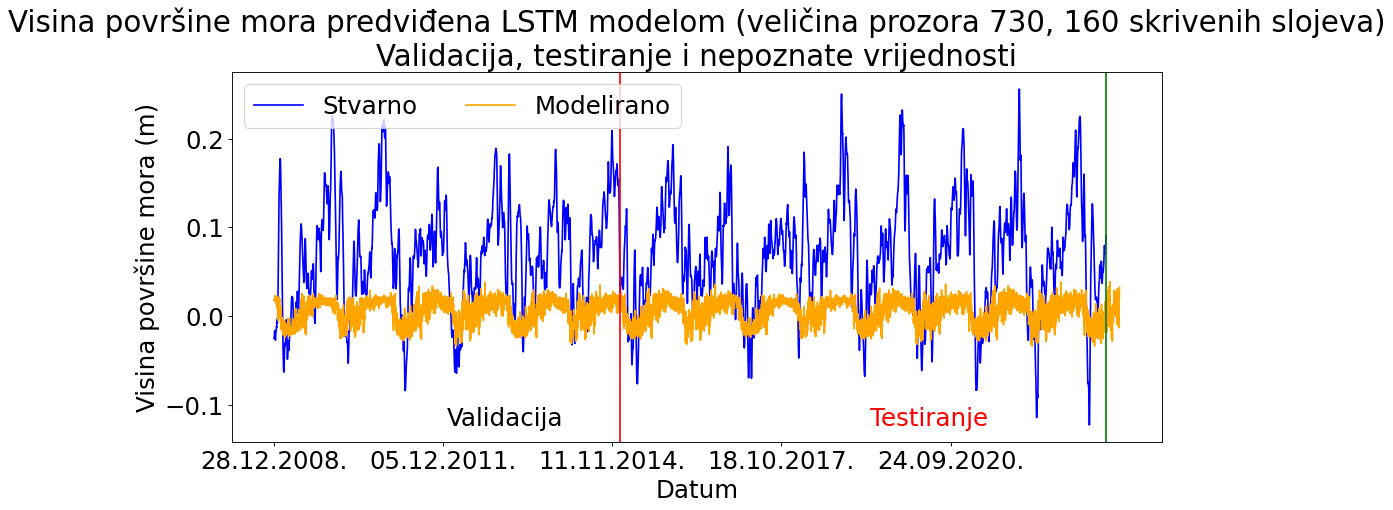 Visina površine mora predviđena LSTM modelom (veličina prozora 730, 160 skrivenih slojeva)
Validacija, testiranje i nepoznate vrijednosti
Stvarno Modelirano
Visina površine mora (m)
0.2
0.1
0.0
−0.1
Validacija Testiranje
28.12.2008. 05.12.2011. 11.11.2014. 18.10.2017. 24.09.2020.
Datum